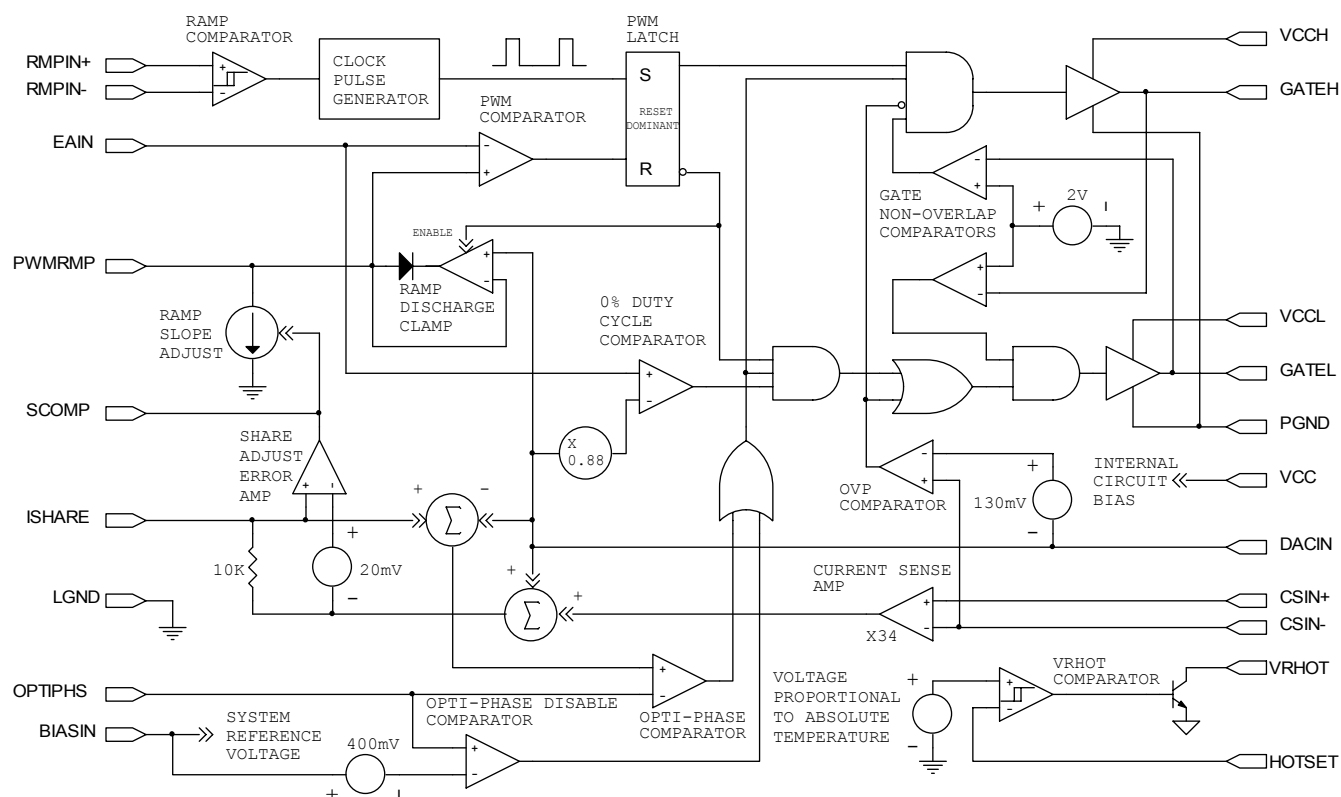 RAMP
COMPARATOR
PWM
LATCH
VCCH
RMPIN+
RMPIN-
+
-
CLOCK
PULSE
GENERATOR
S
GATEH
RESET
DOMINANT
PWM
COMPARATOR
EAIN
-
+
R
-
+
GATE
NON-OVERLAP
COMPARATORS
2V
+
-
ENABLE
PWMRMP
+
-
RAMP
DISCHARGE
CLAMP
+
-
0% DUTY
CYCLE
COMPARATOR
RAMP
SLOPE
ADJUST
VCCL
GATEL
+
-
SCOMP
PGND
SHARE
ADJUST
ERROR
AMP
+
-
X
0.88
-
+
OVP
COMPARATOR
+
130mV
-
INTERNAL
CIRCUIT
BIAS
VCC
ISHARE
+
Σ
-
DACIN
10K
+
20mV
-
+
Σ
+
CURRENT SENSE
AMP
+
-
X34
CSIN+
CSIN-
LGND
OPTIPHS
+
-
OPTI-PHASE DISABLE
COMPARATOR
OPTI-PHASE
COMPARATOR
VOLTAGE
PROPORTIONAL
TO ABSOLUTE
TEMPERATURE
+
-
VRHOT
COMPARATOR
+
-
VRHOT
BIASIN
SYSTEM
REFERENCE
VOLTAGE
400mV
+
-
+
-
HOTSET